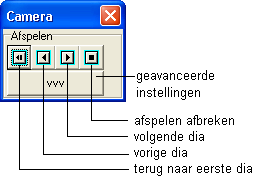 Camera
Afspelen
vvv
geavanceerde
instellingen
afspelen afbreken
volgende dia
vorige dia
terug naar eerste dia